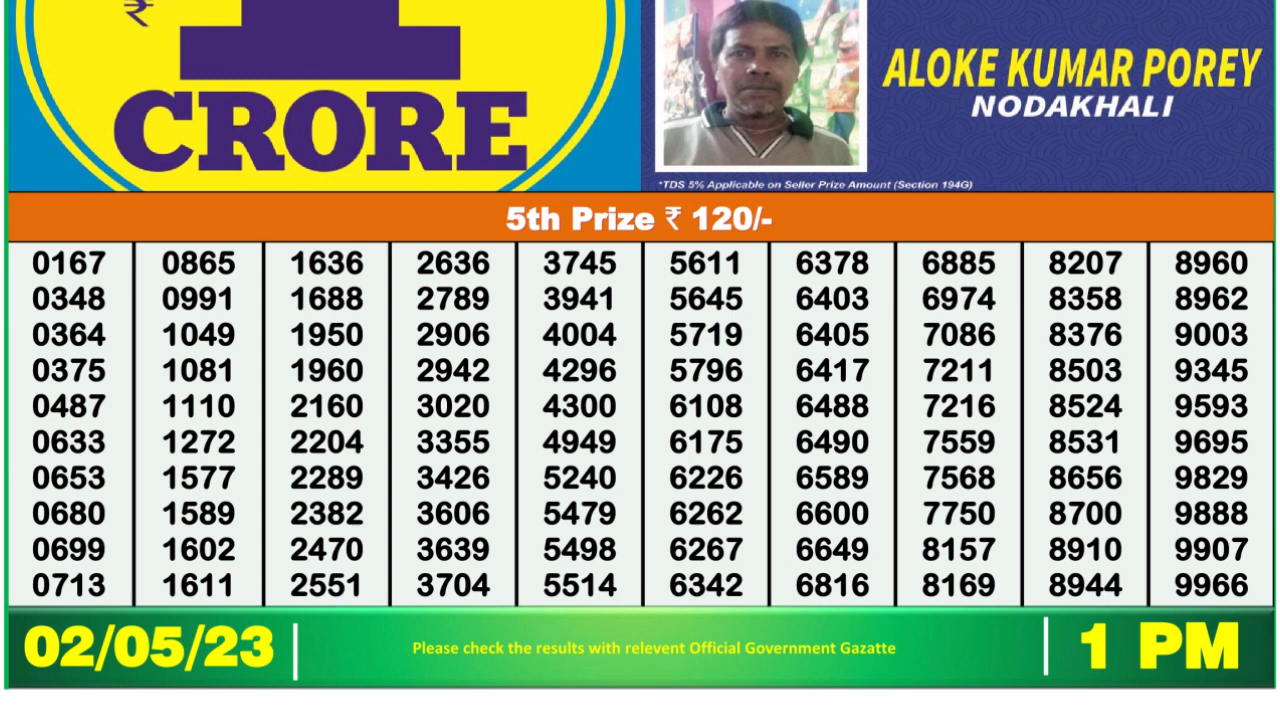 ₹
1
CRORE
ALOKE KUMAR POREY
NODAKHALI
*TDS 5% Applicable on Seller Prize Amount (Section 194G)
5th Prize ₹ 120/-
0167 0865 1636 2636 3745 5611 6378 6885 8207 8960
0348 0991 1688 2789 3941 5645 6403 6974 8358 8962
0364 1049 1950 2906 4004 5719 6405 7086 8376 9003
0375 1081 1960 2942 4296 5796 6417 7211 8503 9345
0487 1110 2160 3020 4300 6108 6488 7216 8524 9593
0633 1272 2204 3355 4949 6175 6490 7559 8531 9695
0653 1577 2289 3426 5240 6226 6589 7568 8656 9829
0680 1589 2382 3606 5479 6262 6600 7750 8700 9888
0699 1602 2470 3639 5498 6267 6649 8157 8910 9907
0713 1611 2551 3704 5514 6342 6816 8169 8944 9966
02/05/23 Please check the results with relevent Official Government Gazatte 1 PM